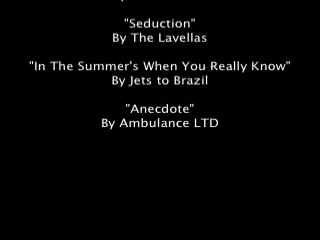 "Seduction"
By The Lavellas
"In The Summer's When You Really Know"
By Jets to Brazil
"Anecdote"
By Ambulance LTD